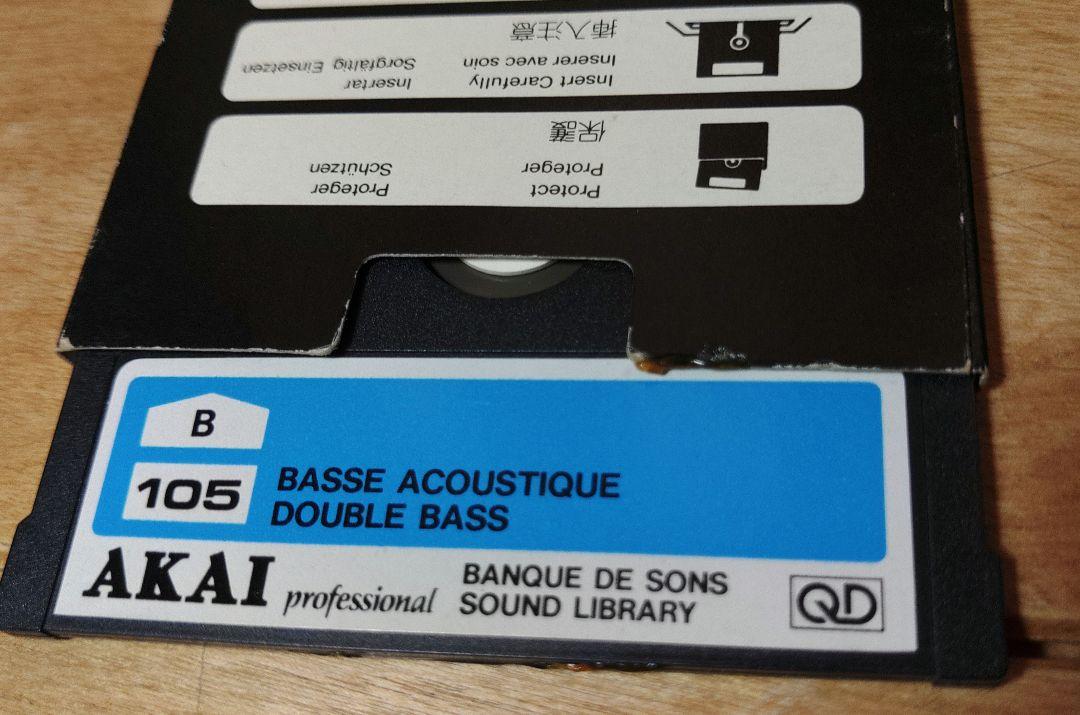 挿入注意
Insert Carefully
Inserer avec soin
Insertar
Sorgfältig Einsetzen
保護
Protect
Proteger
Proteger
Schützen
B
105
BASSE ACOUSTIQUE
DOUBLE BASS
AKAI professional
BANQUE DE SONS
SOUND LIBRARY
QD